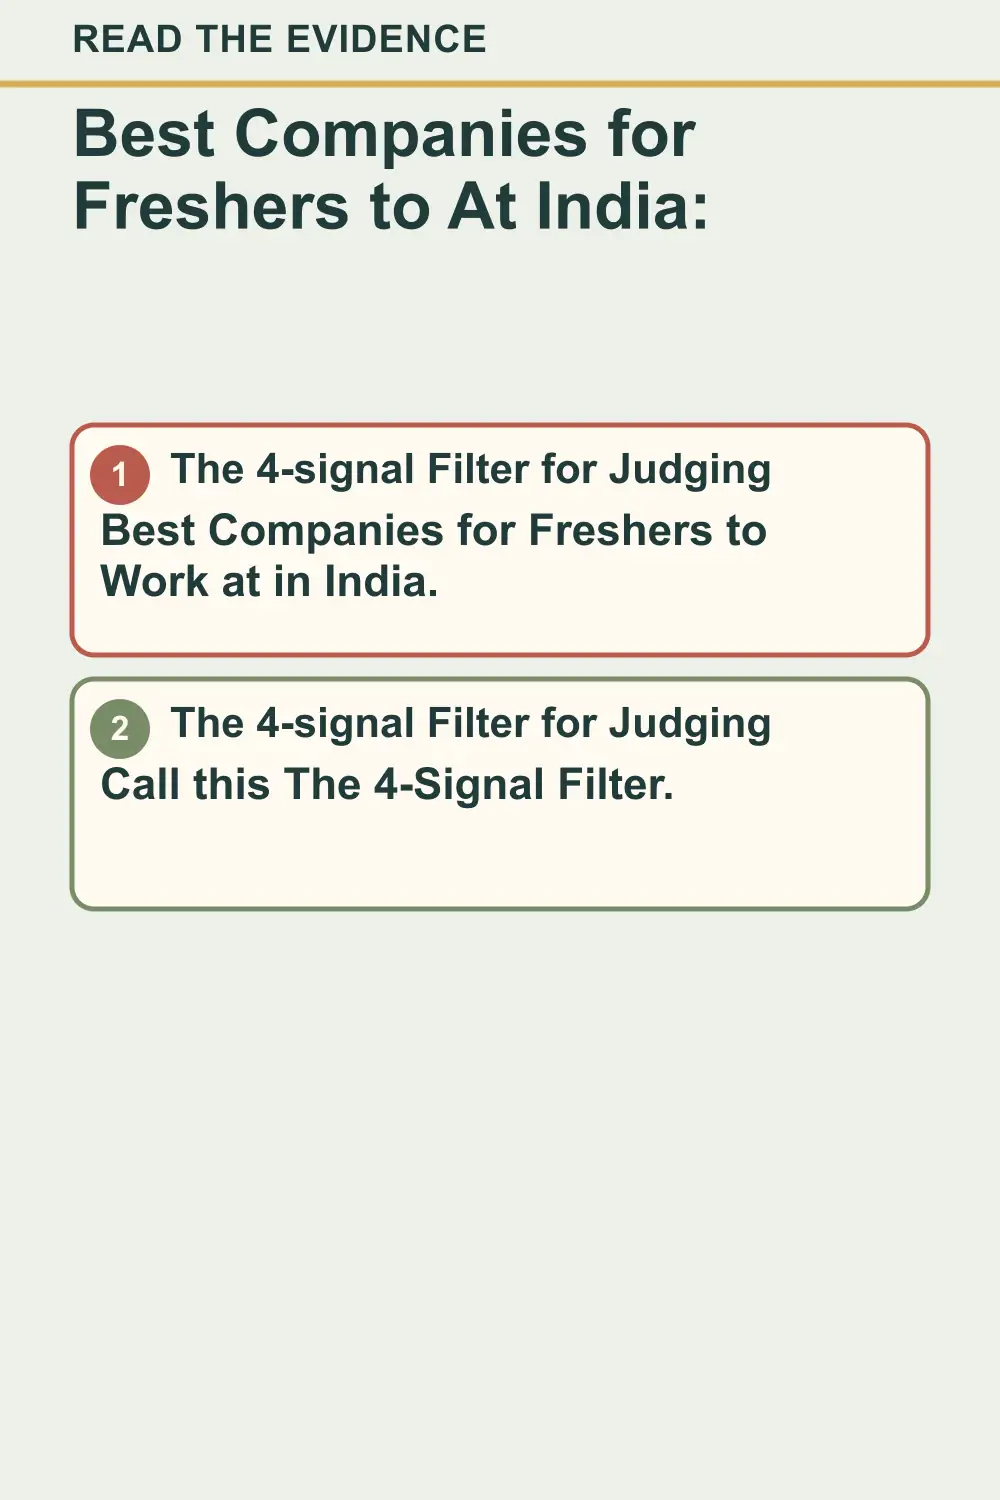 READ THE EVIDENCE
Best Companies for
Freshers to At India:
1 The 4-signal Filter for Judging
Best Companies for Freshers to
Work at in India.
2 The 4-signal Filter for Judging
Call this The 4-Signal Filter.